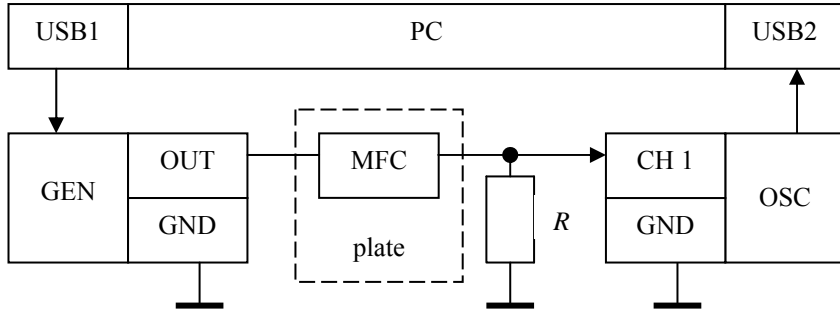 USB1 PC USB2
OUT MFC CH 1
GEN OSC
GND R GND
plate